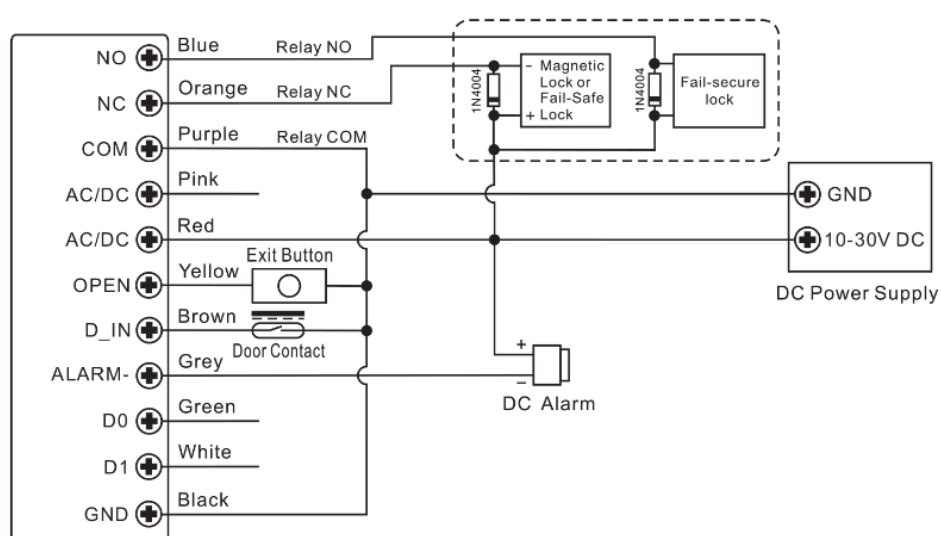 NO Blue Relay NO
NC Orange Relay NC
COM Purple Relay COM
AC/DC Pink
AC/DC Red
OPEN Yellow
Exit Button
D_IN Brown
Door Contact
ALARM- Grey
D0 Green
D1 White
GND Black
1N4004
- Magnetic
Lock or
Fail-Safe
+ Lock
1N4004
Fail-secure
lock
GND
10-30V DC
DC Power Supply
+
-
DC Alarm